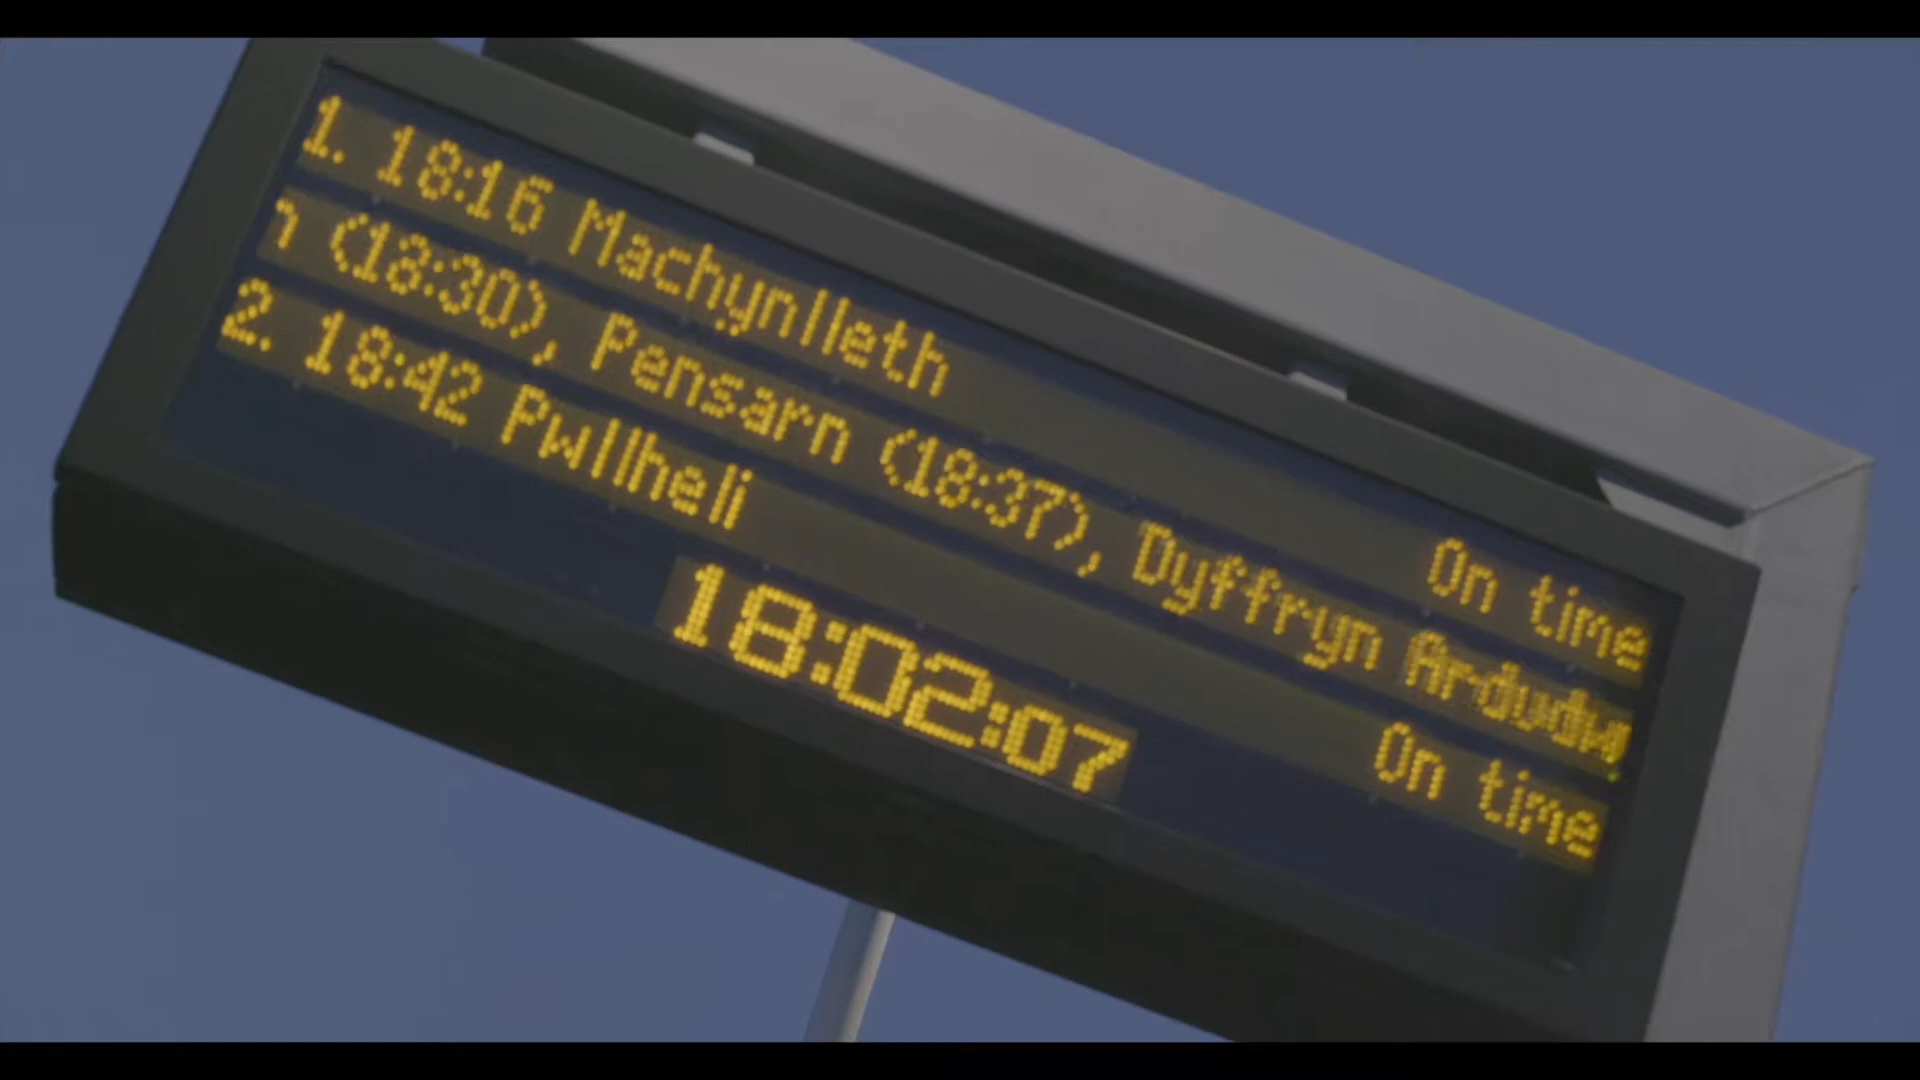 1. 18:16 Machynlleth On time
(18:30), Pensarn (18:37), Dyffryn Ardudw
2. 18:42 Pwllheli On time
18:02:07